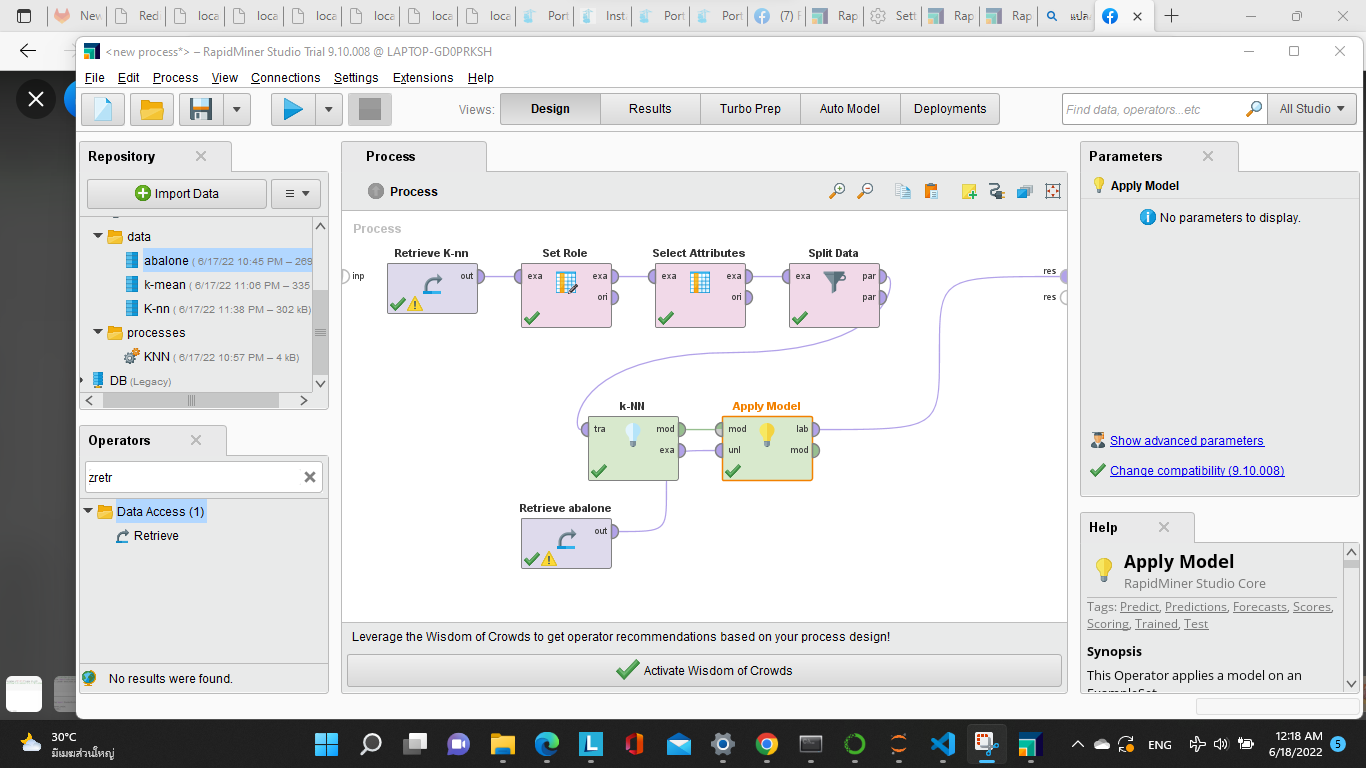 New
Red
loca
loca
loca
loca
loca
loca
loca
Port
Insta
Port
Port
(7) F
Rap
Sett
Rap
Rap
แปล
<new process*> – RapidMiner Studio Trial 9.10.008 @ LAPTOP-GD0PRKSH
File Edit Process View Connections Settings Extensions Help
Views: Design Results Turbo Prep Auto Model Deployments
Find data, operators...etc
All Studio
Repository
Import Data
data
abalone ( 6/17/22 10:45 PM – 269
k-mean ( 6/17/22 11:06 PM – 335
K-nn ( 6/17/22 11:38 PM – 302 kB)
processes
KNN ( 6/17/22 10:57 PM – 4 kB)
DB (Legacy)
Operators
zretr
Data Access (1)
Retrieve
No results were found.
Process
Process
Process
Retrieve K-nn Set Role Select Attributes Split Data
inp out exa exa exa exa exa par res
ori ori par res
k-NN Apply Model
tra mod mod lab
exa unl mod
Retrieve abalone
out
Leverage the Wisdom of Crowds to get operator recommendations based on your process design!
Activate Wisdom of Crowds
Parameters
Apply Model
No parameters to display.
Show advanced parameters
Change compatibility (9.10.008)
Help
Apply Model
RapidMiner Studio Core
Tags: Predict, Predictions, Forecasts, Scores,
Scoring, Trained, Test
Synopsis
This Operator applies a model on an
ExampleSet.
30°C
มีเมฆส่วนใหญ่
ENG
12:18 AM
6/18/2022
5